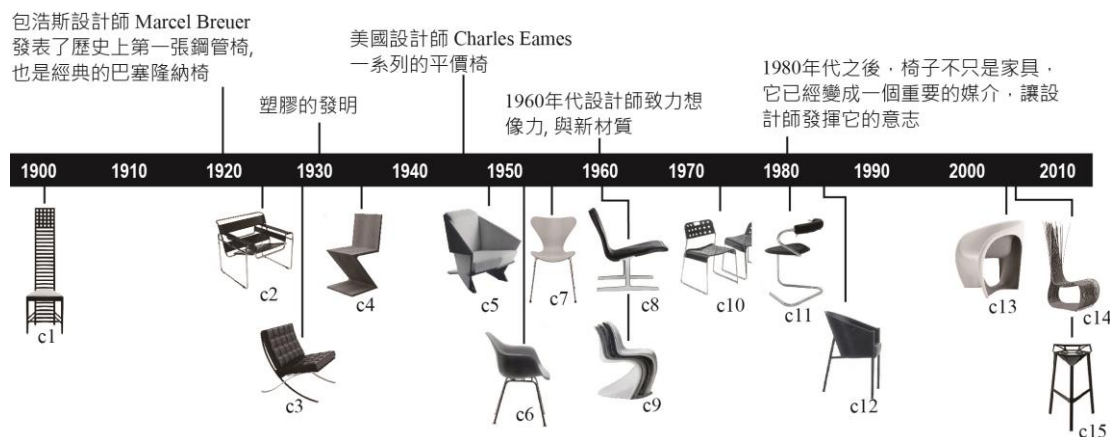 包浩斯設計師 Marcel Breuer
發表了歷史上第一張鋼管椅,
也是經典的巴塞隆納椅
塑膠的發明
美國設計師 Charles Eames
一系列的平價椅
1960年代設計師致力想
像力, 與新材質
1980年代之後，椅子不只是家具，
它已經變成一個重要的媒介，讓設
計師發揮它的意志
1900 1910 1920 1930 1940 1950 1960 1970 1980 1990 2000 2010
c1
c2
c3
c4
c5
c6
c7
c8
c9
c10
c11
c12
c13
c14
c15